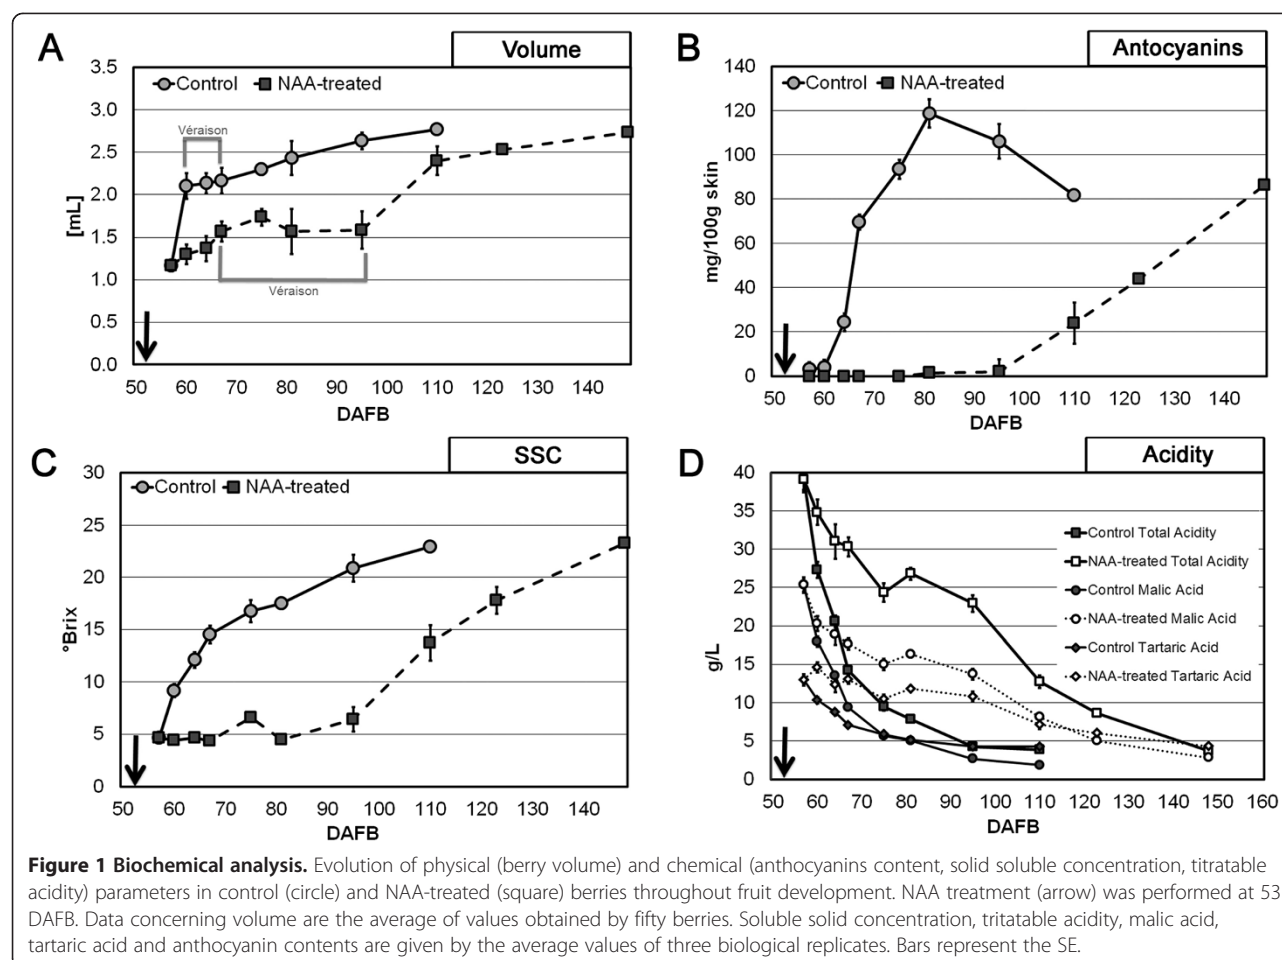 A
Volume
3.5
3.0
2.5
2.0
1.5
1.0
0.5
0.0
[mL]
Control NAA-treated
Véraison
Véraison
50 60 70 80 90 100 110 120 130 140
DAFB
B
Antocyanins
140
120
100
80
60
40
20
0
mg/100g skin
Control NAA-treated
50 60 70 80 90 100 110 120 130 140
DAFB
C
SSC
30
25
20
15
10
5
0
°Brix
Control NAA-treated
50 60 70 80 90 100 110 120 130 140
DAFB
D
Acidity
40
35
30
25
20
15
10
5
0
g/L
Control Total Acidity
NAA-treated Total Acidity
Control Malic Acid
NAA-treated Malic Acid
Control Tartaric Acid
NAA-treated Tartaric Acid
50 60 70 80 90 100 110 120 130 140 150 160
DAFB
Figure 1 Biochemical analysis. Evolution of physical (berry volume) and chemical (anthocyanins content, solid soluble concentration, titratable
acidity) parameters in control (circle) and NAA-treated (square) berries throughout fruit development. NAA treatment (arrow) was performed at 53
DAFB. Data concerning volume are the average of values obtained by fifty berries. Soluble solid concentration, tritatable acidity, malic acid,
tartaric acid and anthocyanin contents are given by the average values of three biological replicates. Bars represent the SE.